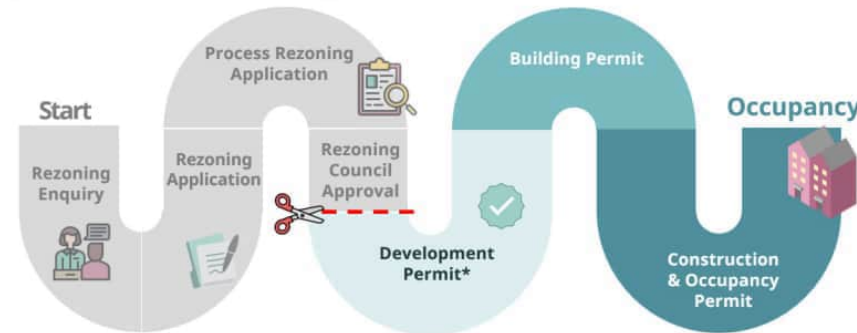 Start
Rezoning
Enquiry
Rezoning
Application
Process Rezoning
Application
Rezoning
Council
Approval
Development
Permit*
Building Permit
Construction
& Occupancy
Permit
Occupancy